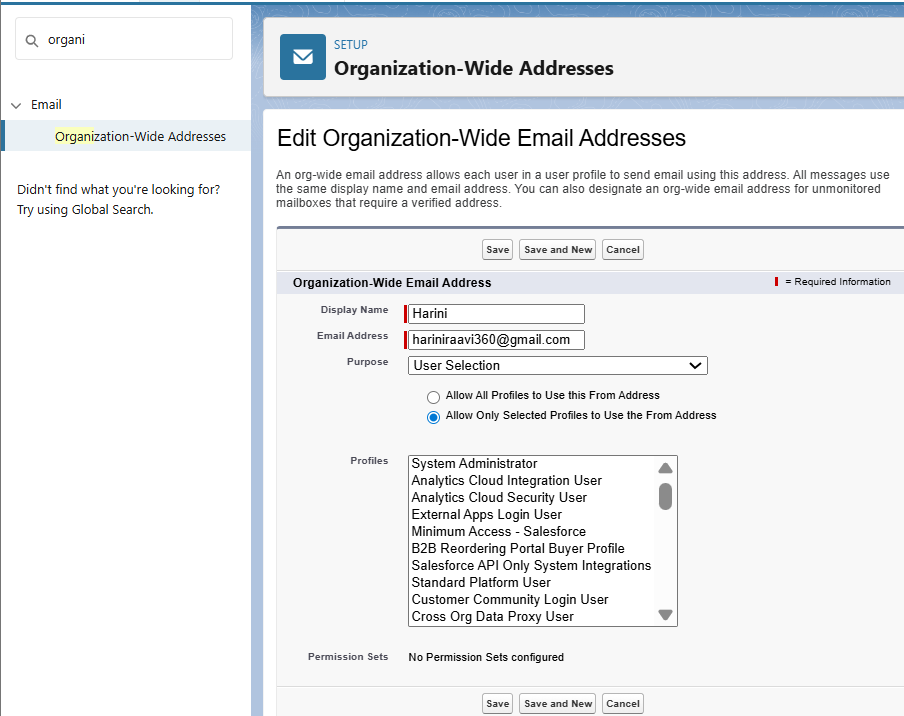 organi
Email
Organization-Wide Addresses
Didn't find what you're looking for?
Try using Global Search.
SETUP
Organization-Wide Addresses
Edit Organization-Wide Email Addresses
An org-wide email address allows each user in a user profile to send email using this address. All messages use
the same display name and email address. You can also designate an org-wide email address for unmonitored
mailboxes that require a verified address.
Save Save and New Cancel
Organization-Wide Email Address = Required Information
Display Name Harini
Email Address hariniraavi360@gmail.com
Purpose User Selection
Allow All Profiles to Use this From Address
Allow Only Selected Profiles to Use the From Address
Profiles System Administrator
Analytics Cloud Integration User
Analytics Cloud Security User
External Apps Login User
Minimum Access - Salesforce
B2B Reordering Portal Buyer Profile
Salesforce API Only System Integrations
Standard Platform User
Customer Community Login User
Cross Org Data Proxy User
Permission Sets No Permission Sets configured
Save Save and New Cancel